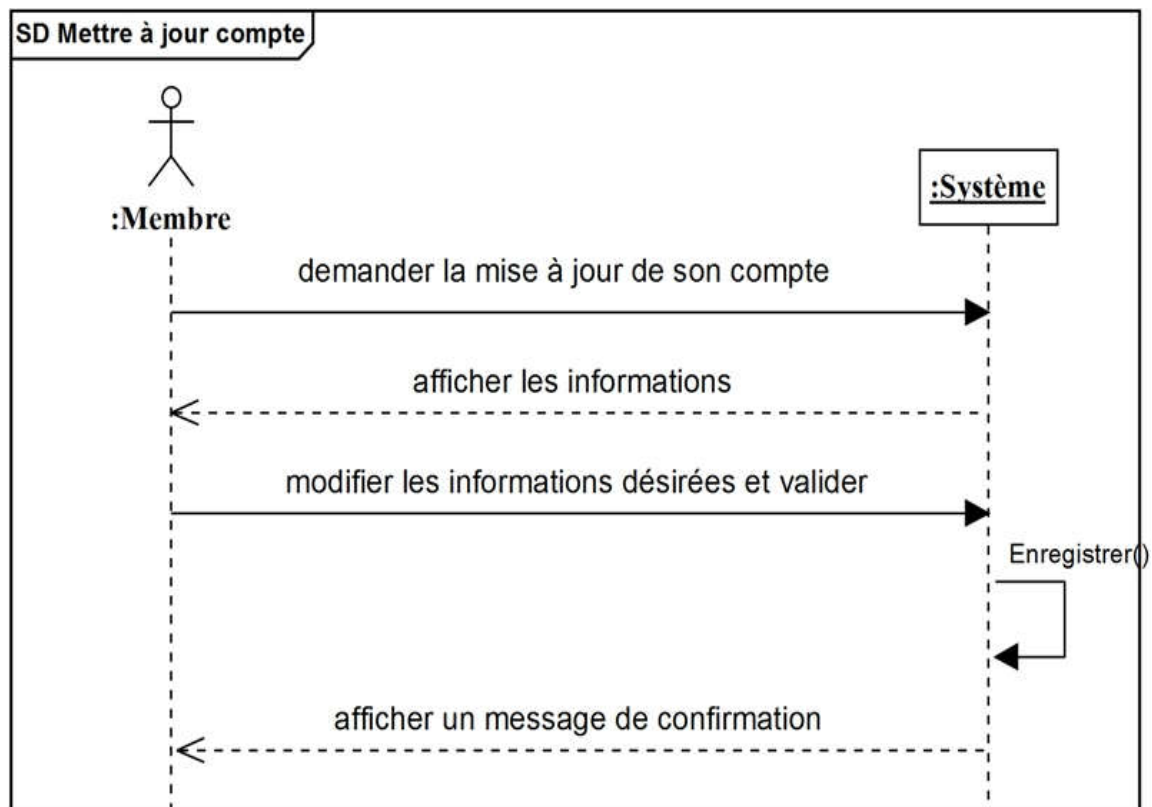 SD Mettre à jour compte
:Membre
:Système
demander la mise à jour de son compte
afficher les informations
modifier les informations désirées et valider
Enregistrer()
afficher un message de confirmation